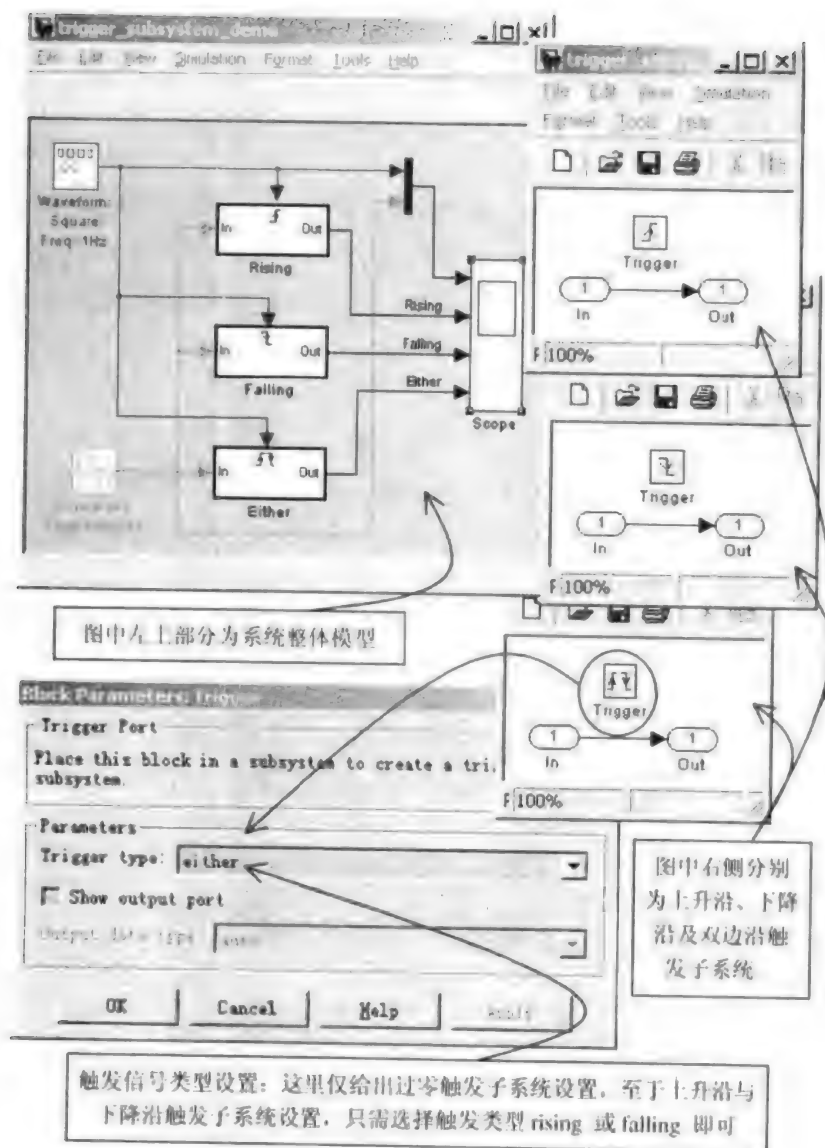 trigger_subsystem_demo
File Edit View Simulation Format Tools Help
Waveform:
Square
Freq: 1Hz
In Out
Rising
In Out
Falling
In Out
Either
Rising
Falling
Either
Scope
File Edit View Simulation
Format Tools Help
Trigger
1 1
In Out
F 100%
Trigger
1 1
In Out
F 100%
Trigger
1 1
In Out
F 100%
图中左上部分为系统整体模型
Block Parameters: Trigger
Trigger Port
Place this block in a subsystem to create a tri
subsystem.
Parameters
Trigger type: either
Show output port
Output data type: auto
OK Cancel Help Apply
图中右侧分别
为上升沿、下降
沿及双边沿触
发子系统
触发信号类型设置：这里仅给出过零触发子系统设置，至于上升沿与
下降沿触发子系统设置，只需选择触发类型 rising 或 falling 即可